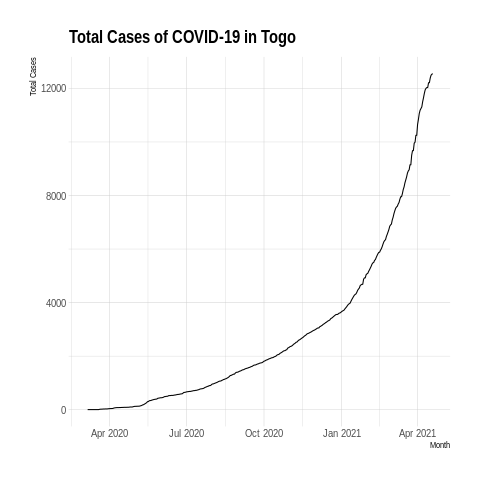 Total Cases of COVID-19 in Togo
Total Cases
12000
8000
4000
0
Apr 2020 Jul 2020 Oct 2020 Jan 2021 Apr 2021
Month